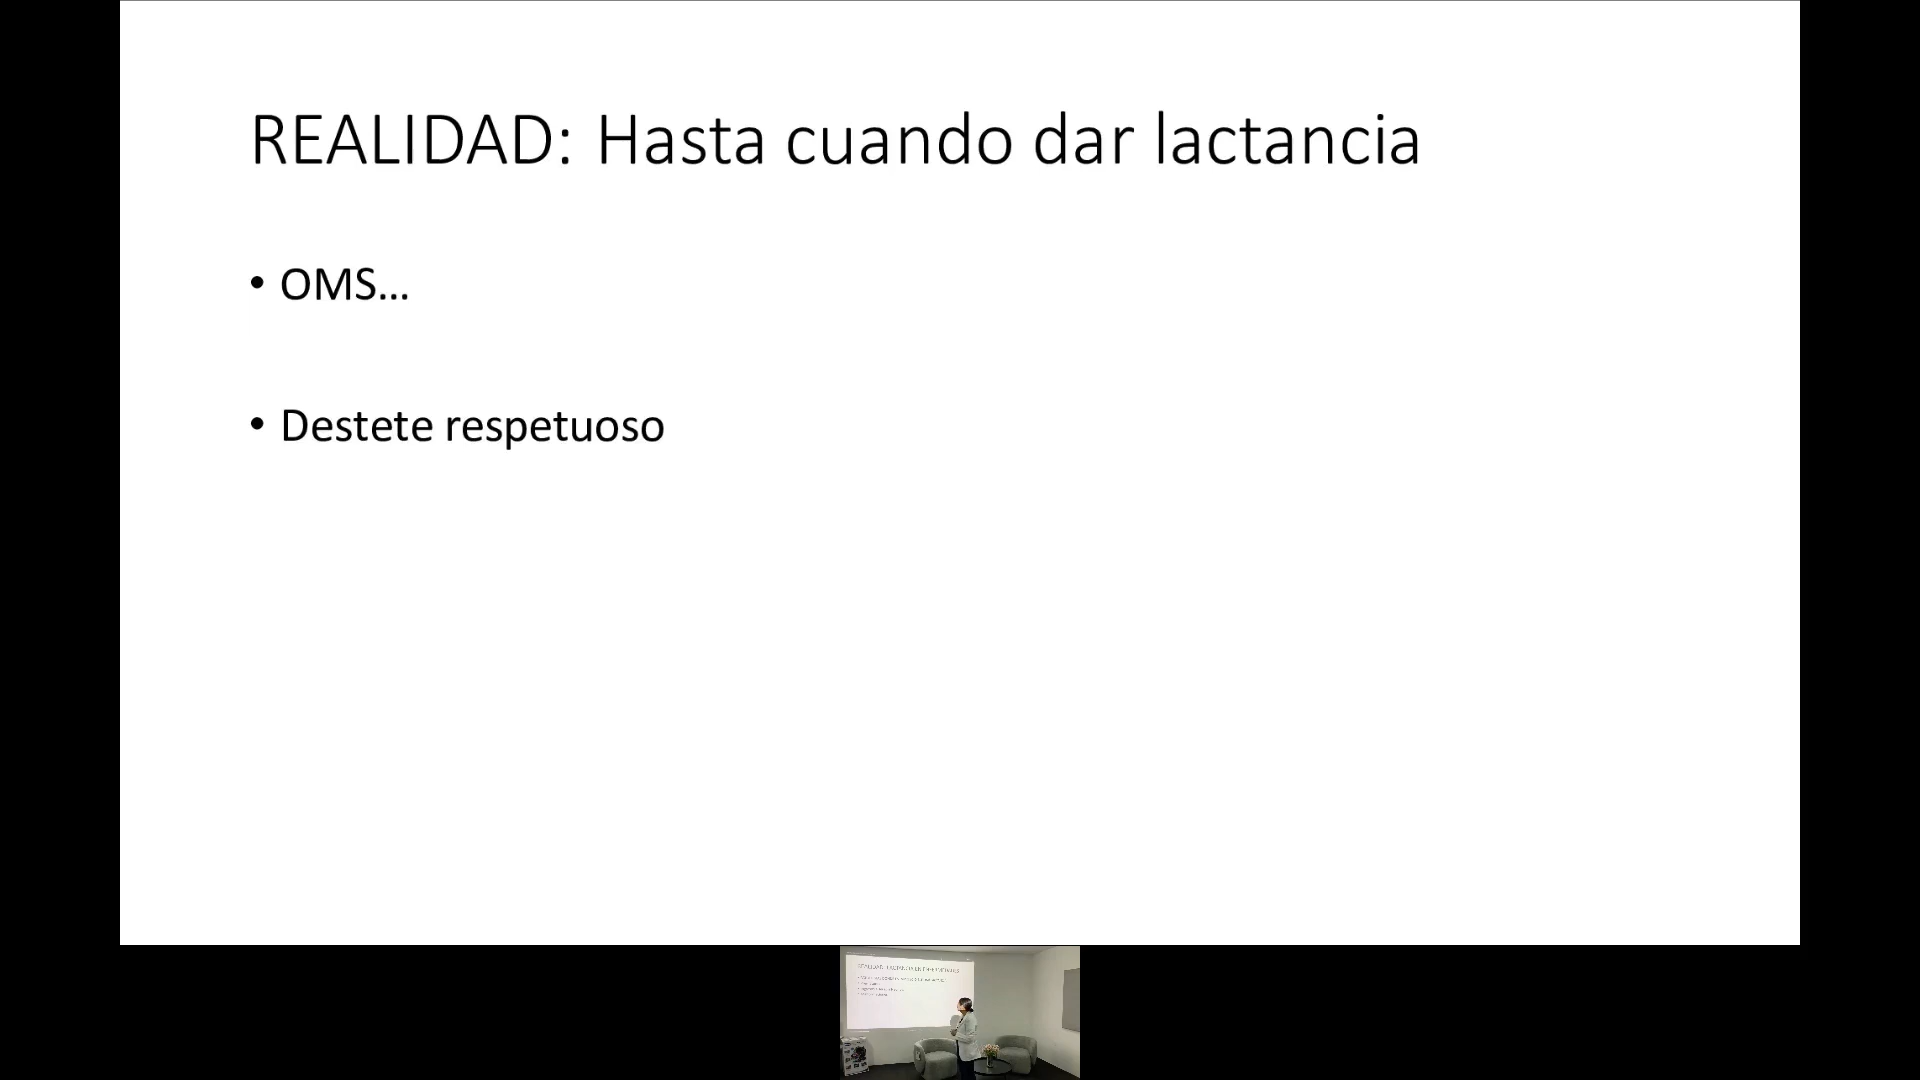 REALIDAD: Hasta cuando dar lactancia
• OMS...
• Destete respetuoso